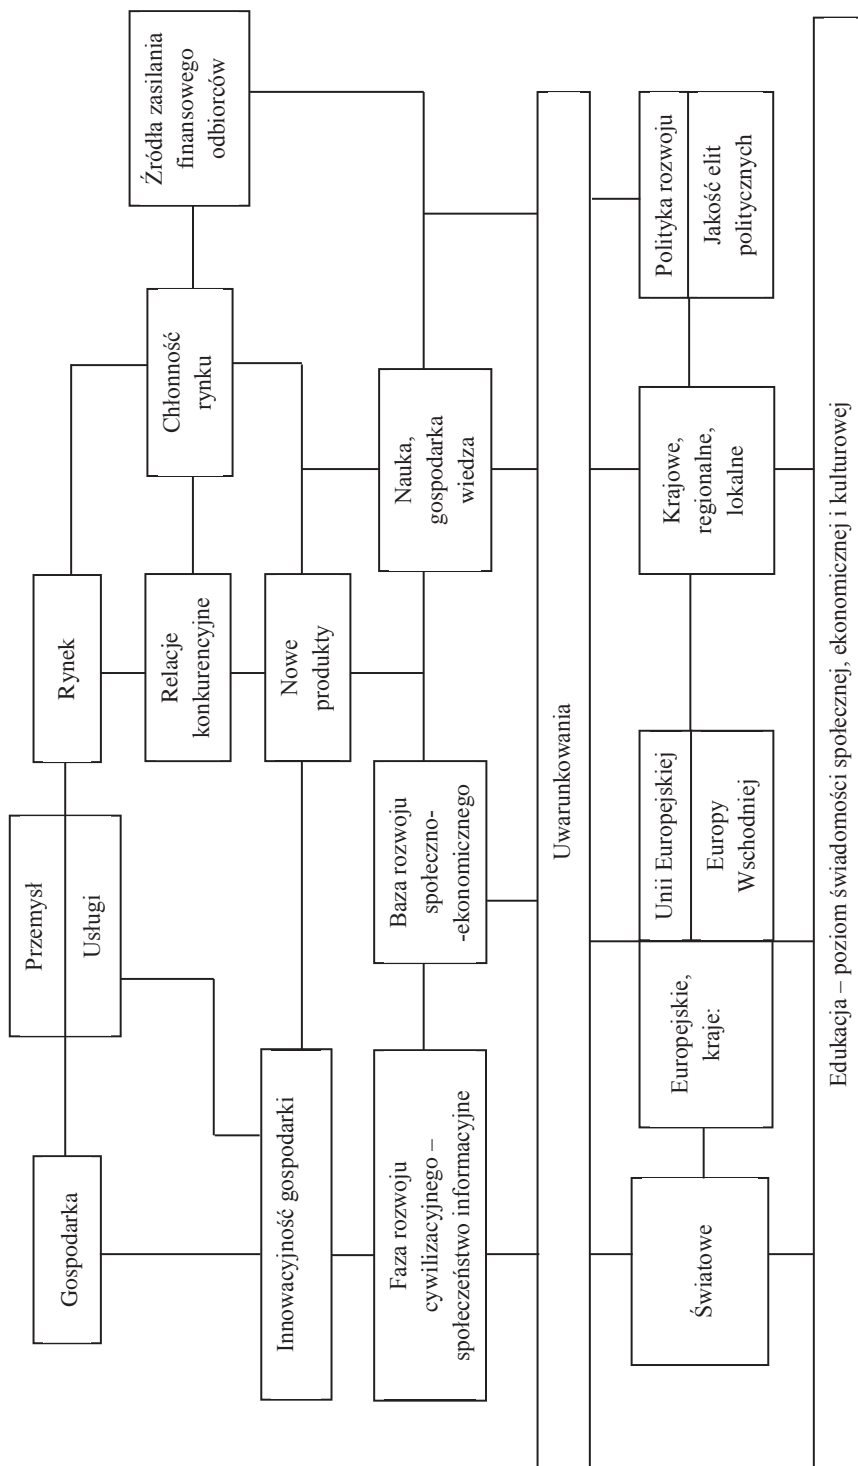 Przemysł
Usługi
Gospodarka
Rynek
Źródła zasilania
finansowego
odbiorców
Relacje
konkurencyjne
Chłonność
rynku
Innowacyjność gospodarki
Nowe
produkty
Faza rozwoju
cywilizacyjnego –
społeczeństwo informacyjne
Baza rozwoju
społeczno-
-ekonomicznego
Nauka,
gospodarka
wiedza
Uwarunkowania
Światowe
Europejskie,
kraje:
Unii Europejskiej
Europy
Wschodniej
Krajowe,
regionalne,
lokalne
Polityka rozwoju
Jakość elit
politycznych
Edukacja – poziom świadomości społecznej, ekonomicznej i kulturowej